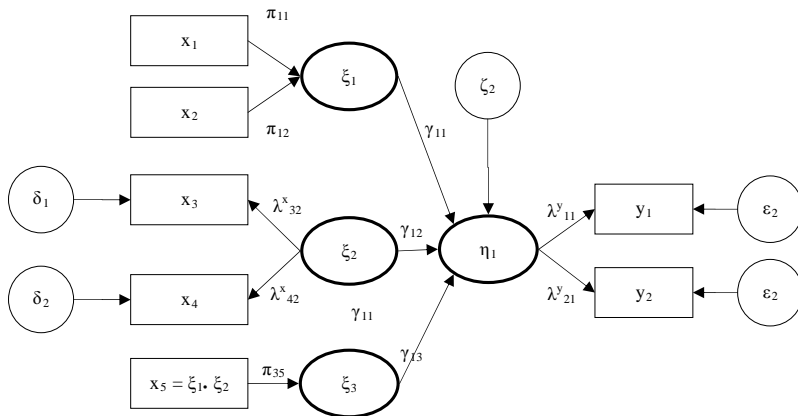 π₁₁
x₁
ξ₁
ζ₂
x₂
π₁₂
γ₁₁
δ₁
x₃
λˣ₃₂
ξ₂
γ₁₂
η₁
λʸ₁₁
y₁
ε₂
δ₂
x₄
λˣ₄₂
γ₁₁
λʸ₂₁
y₂
ε₂
x₅ = ξ₁• ξ₂
π₃₅
ξ₃
γ₁₃